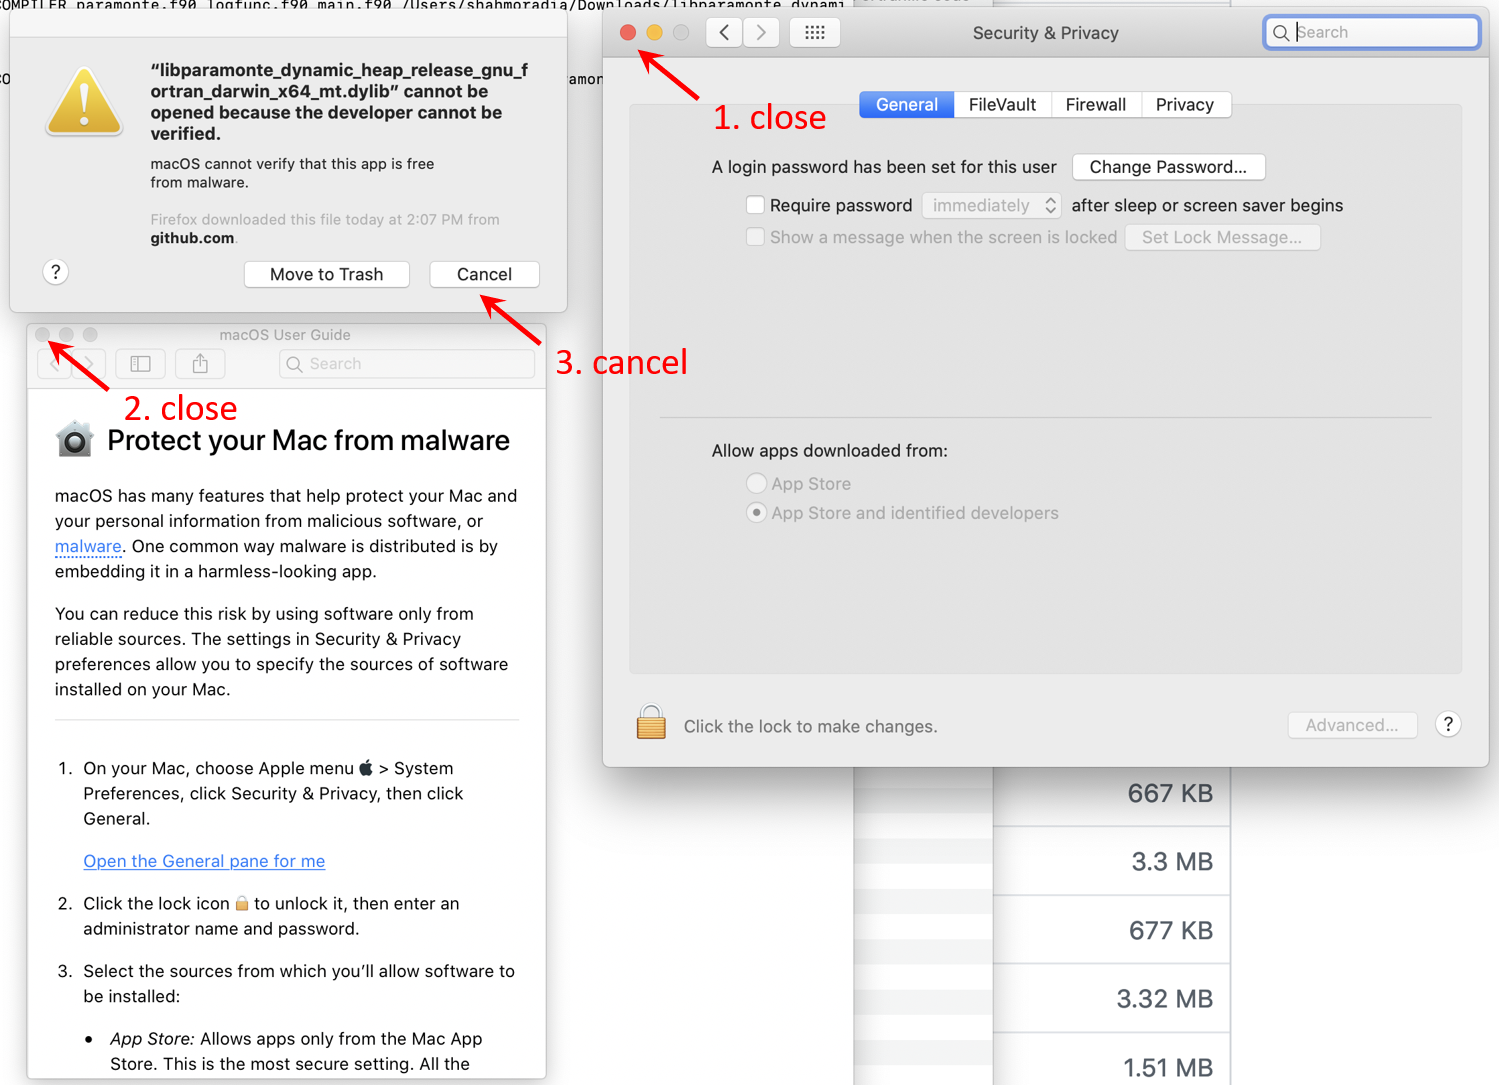 COMPILER paramonte.f90 logfunc.f90 main.f90 /Users/shahmoradia/Downloads/libparamonte_dynami
“libparamonte_dynamic_heap_release_gnu_f
ortran_darwin_x64_mt.dylib” cannot be
opened because the developer cannot be
verified.
macOS cannot verify that this app is free
from malware.
Firefox downloaded this file today at 2:07 PM from
github.com.
?
Move to Trash
Cancel
3. cancel
macOS User Guide
Search
2. close
Protect your Mac from malware
macOS has many features that help protect your Mac and
your personal information from malicious software, or
malware. One common way malware is distributed is by
embedding it in a harmless-looking app.
You can reduce this risk by using software only from
reliable sources. The settings in Security & Privacy
preferences allow you to specify the sources of software
installed on your Mac.
1. On your Mac, choose Apple menu > System
Preferences, click Security & Privacy, then click
General.
Open the General pane for me
2. Click the lock icon to unlock it, then enter an
administrator name and password.
3. Select the sources from which you’ll allow software to
be installed:
• App Store: Allows apps only from the Mac App
Store. This is the most secure setting. All the
Security & Privacy
Search
1. close
General
FileVault
Firewall
Privacy
A login password has been set for this user
Change Password...
Require password immediately after sleep or screen saver begins
Show a message when the screen is locked
Set Lock Message...
Allow apps downloaded from:
App Store
App Store and identified developers
Click the lock to make changes.
Advanced...
?
667 KB
3.3 MB
677 KB
3.32 MB
1.51 MB